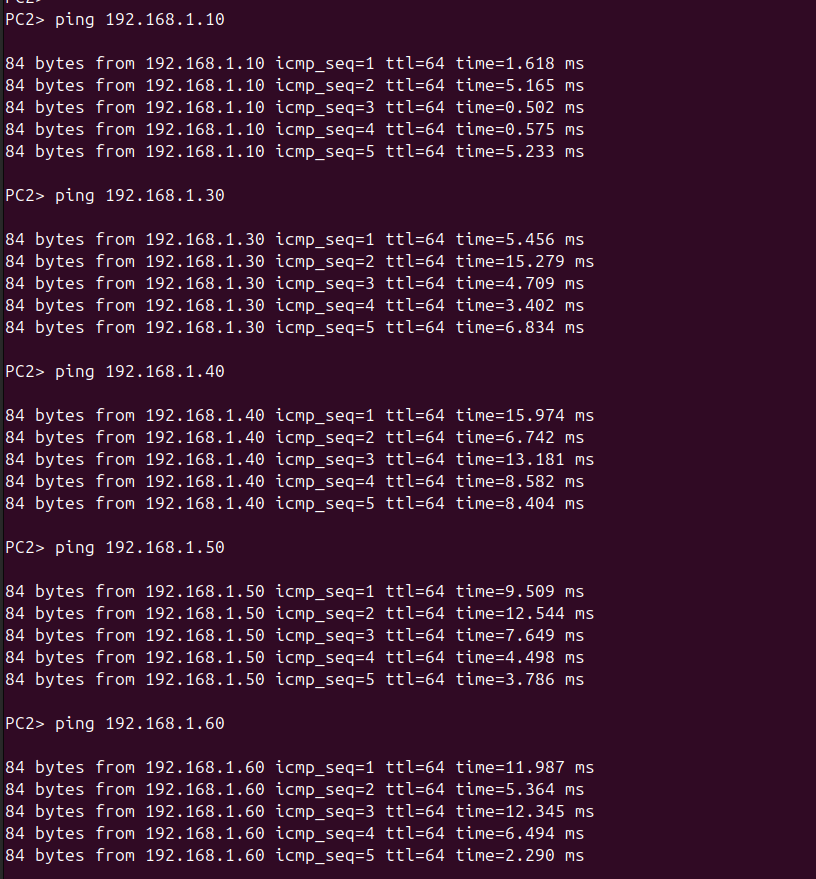 PC2>
PC2> ping 192.168.1.10
84 bytes from 192.168.1.10 icmp_seq=1 ttl=64 time=1.618 ms
84 bytes from 192.168.1.10 icmp_seq=2 ttl=64 time=5.165 ms
84 bytes from 192.168.1.10 icmp_seq=3 ttl=64 time=0.502 ms
84 bytes from 192.168.1.10 icmp_seq=4 ttl=64 time=0.575 ms
84 bytes from 192.168.1.10 icmp_seq=5 ttl=64 time=5.233 ms
PC2> ping 192.168.1.30
84 bytes from 192.168.1.30 icmp_seq=1 ttl=64 time=5.456 ms
84 bytes from 192.168.1.30 icmp_seq=2 ttl=64 time=15.279 ms
84 bytes from 192.168.1.30 icmp_seq=3 ttl=64 time=4.709 ms
84 bytes from 192.168.1.30 icmp_seq=4 ttl=64 time=3.402 ms
84 bytes from 192.168.1.30 icmp_seq=5 ttl=64 time=6.834 ms
PC2> ping 192.168.1.40
84 bytes from 192.168.1.40 icmp_seq=1 ttl=64 time=15.974 ms
84 bytes from 192.168.1.40 icmp_seq=2 ttl=64 time=6.742 ms
84 bytes from 192.168.1.40 icmp_seq=3 ttl=64 time=13.181 ms
84 bytes from 192.168.1.40 icmp_seq=4 ttl=64 time=8.582 ms
84 bytes from 192.168.1.40 icmp_seq=5 ttl=64 time=8.404 ms
PC2> ping 192.168.1.50
84 bytes from 192.168.1.50 icmp_seq=1 ttl=64 time=9.509 ms
84 bytes from 192.168.1.50 icmp_seq=2 ttl=64 time=12.544 ms
84 bytes from 192.168.1.50 icmp_seq=3 ttl=64 time=7.649 ms
84 bytes from 192.168.1.50 icmp_seq=4 ttl=64 time=4.498 ms
84 bytes from 192.168.1.50 icmp_seq=5 ttl=64 time=3.786 ms
PC2> ping 192.168.1.60
84 bytes from 192.168.1.60 icmp_seq=1 ttl=64 time=11.987 ms
84 bytes from 192.168.1.60 icmp_seq=2 ttl=64 time=5.364 ms
84 bytes from 192.168.1.60 icmp_seq=3 ttl=64 time=12.345 ms
84 bytes from 192.168.1.60 icmp_seq=4 ttl=64 time=6.494 ms
84 bytes from 192.168.1.60 icmp_seq=5 ttl=64 time=2.290 ms